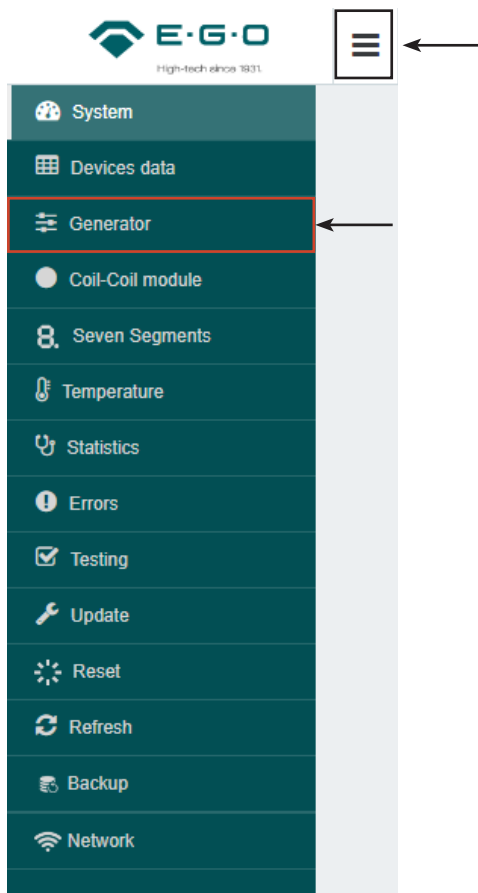 E·G·O
High-tech since 1931.
System
Devices data
Generator
Coil-Coil module
8. Seven Segments
Temperature
Statistics
Errors
Testing
Update
Reset
Refresh
Backup
Network